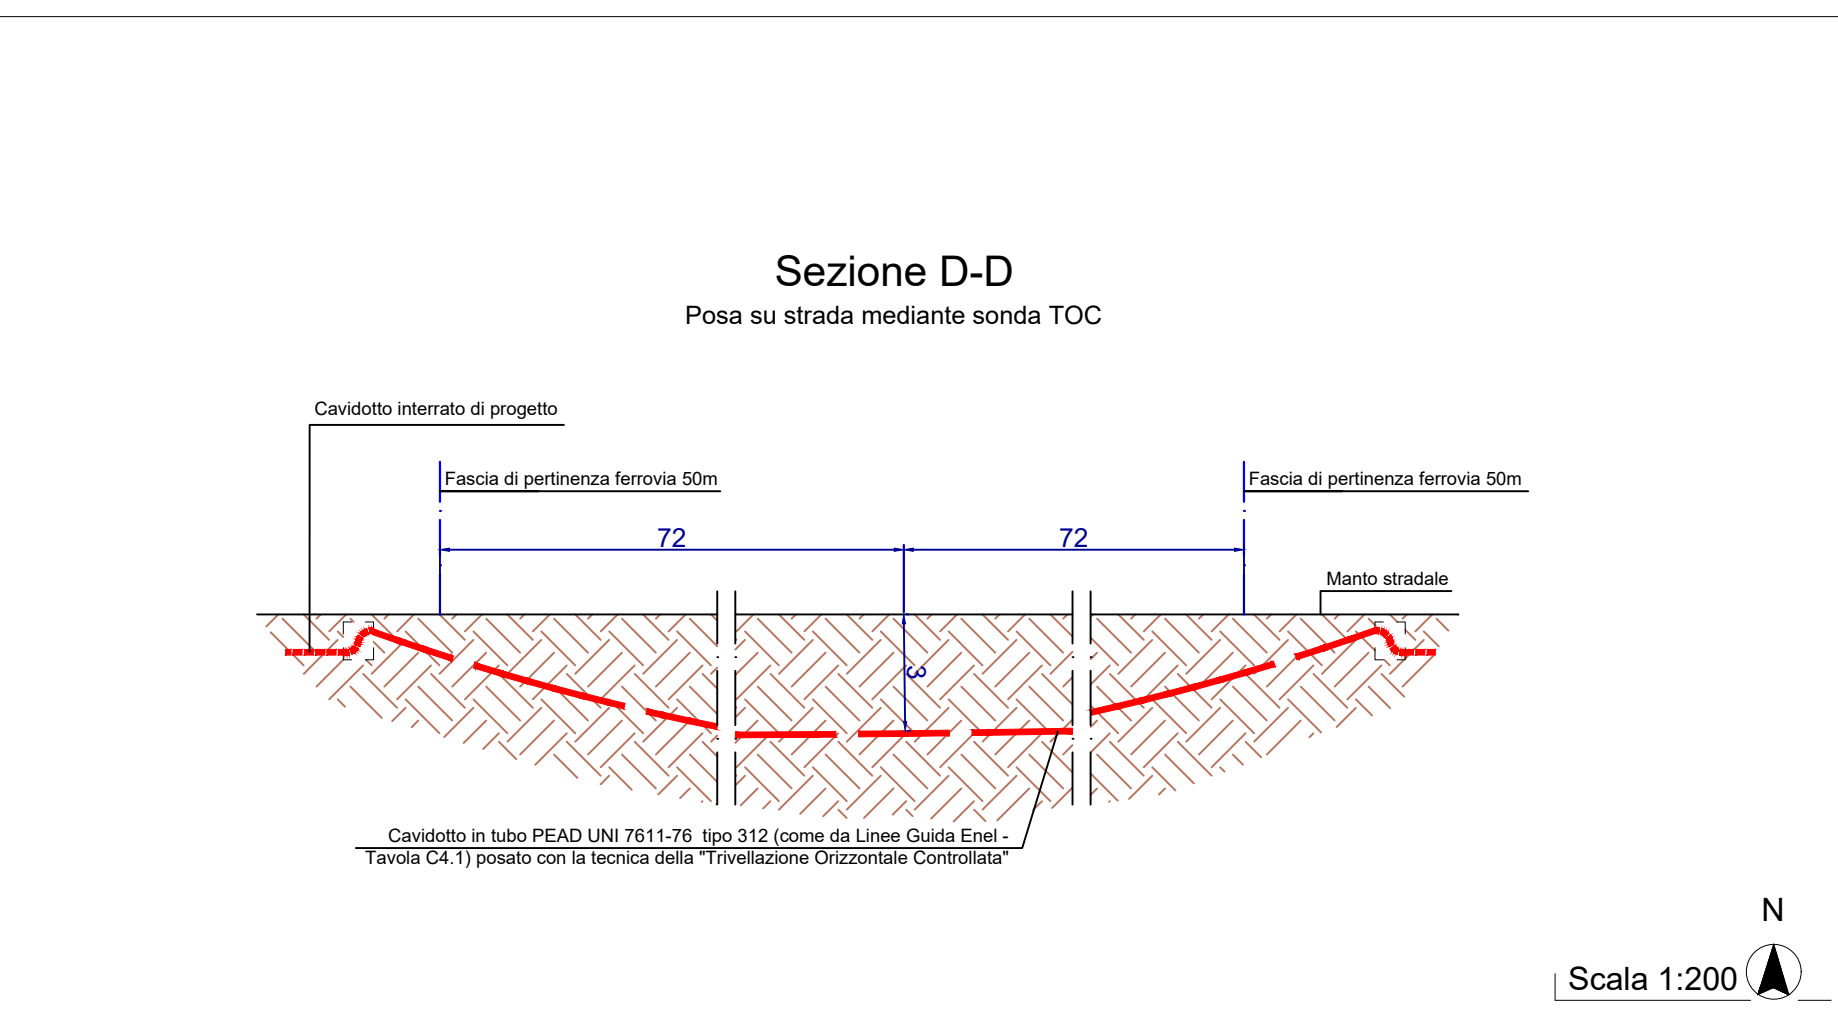 Sezione D-D
Posa su strada mediante sonda TOC
Cavidotto interrato di progetto
Fascia di pertinenza ferrovia 50m
Fascia di pertinenza ferrovia 50m
72
72
Manto stradale
3
Cavidotto in tubo PEAD UNI 7611-76 tipo 312 (come da Linee Guida Enel -
Tavola C4.1) posato con la tecnica della "Trivellazione Orizzontale Controllata"
N
Scala 1:200